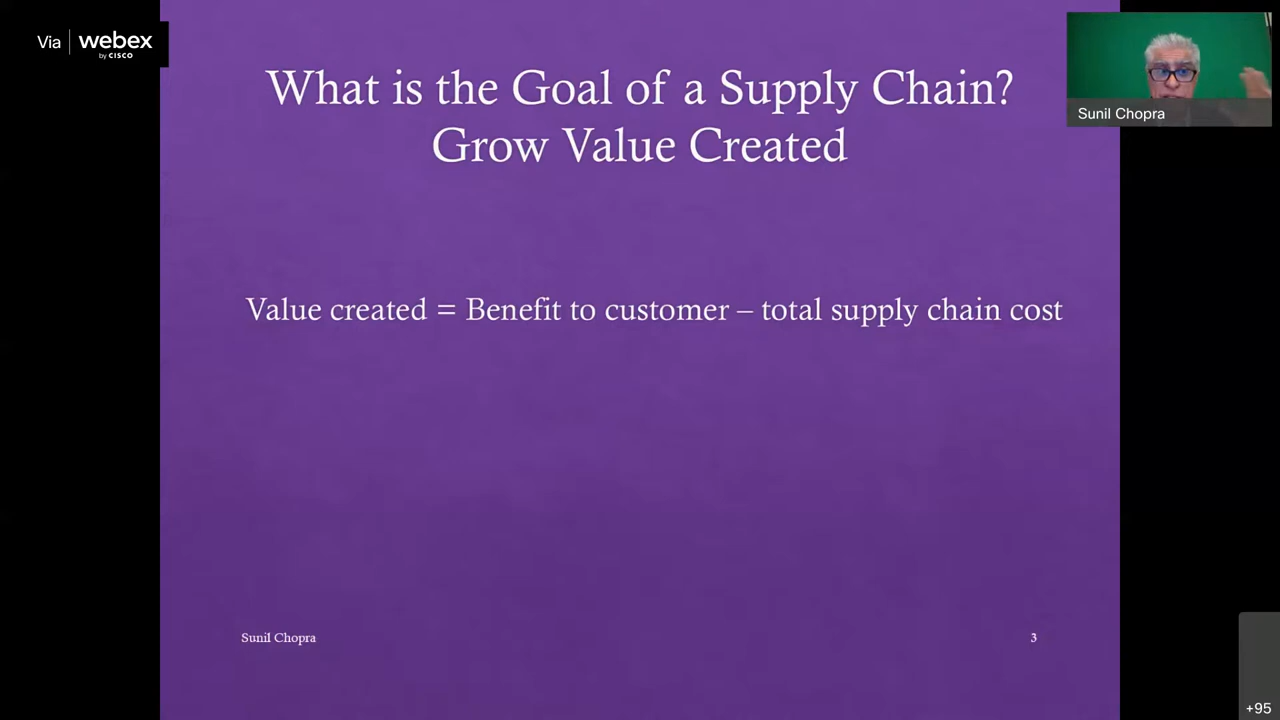 Via webex
by CISCO
What is the Goal of a Supply Chain?
Grow Value Created
Sunil Chopra
Value created = Benefit to customer – total supply chain cost
Sunil Chopra
3
+95